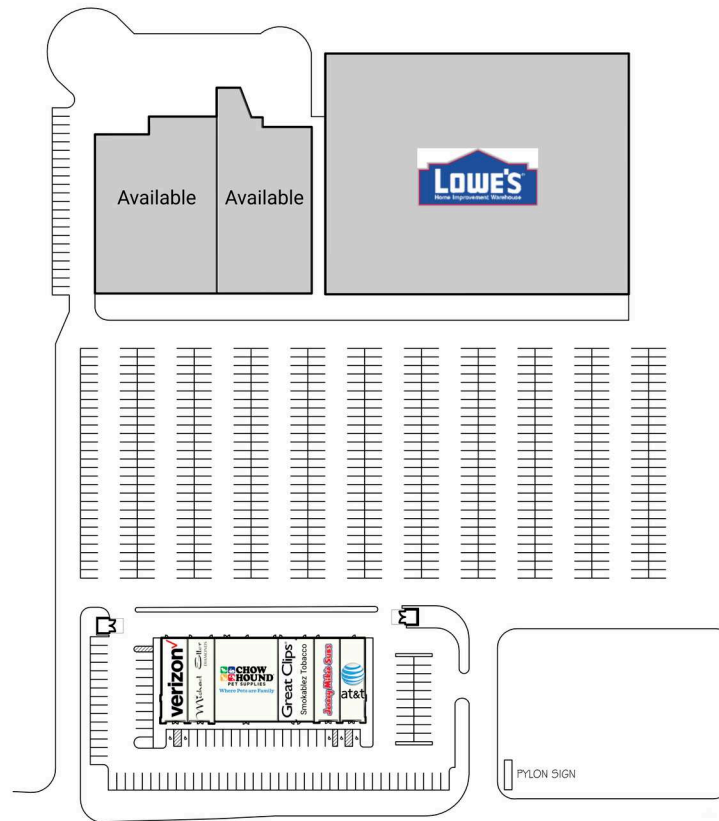 Available
Available
LOWE'S
Home Improvement Warehouse
verizon
CHOW
HOUND
PET SUPPLIES
Where Pets are Family
Great Clips
Smokablez Tobacco
Jersey Mike's Subs
at&t
PYLON SIGN